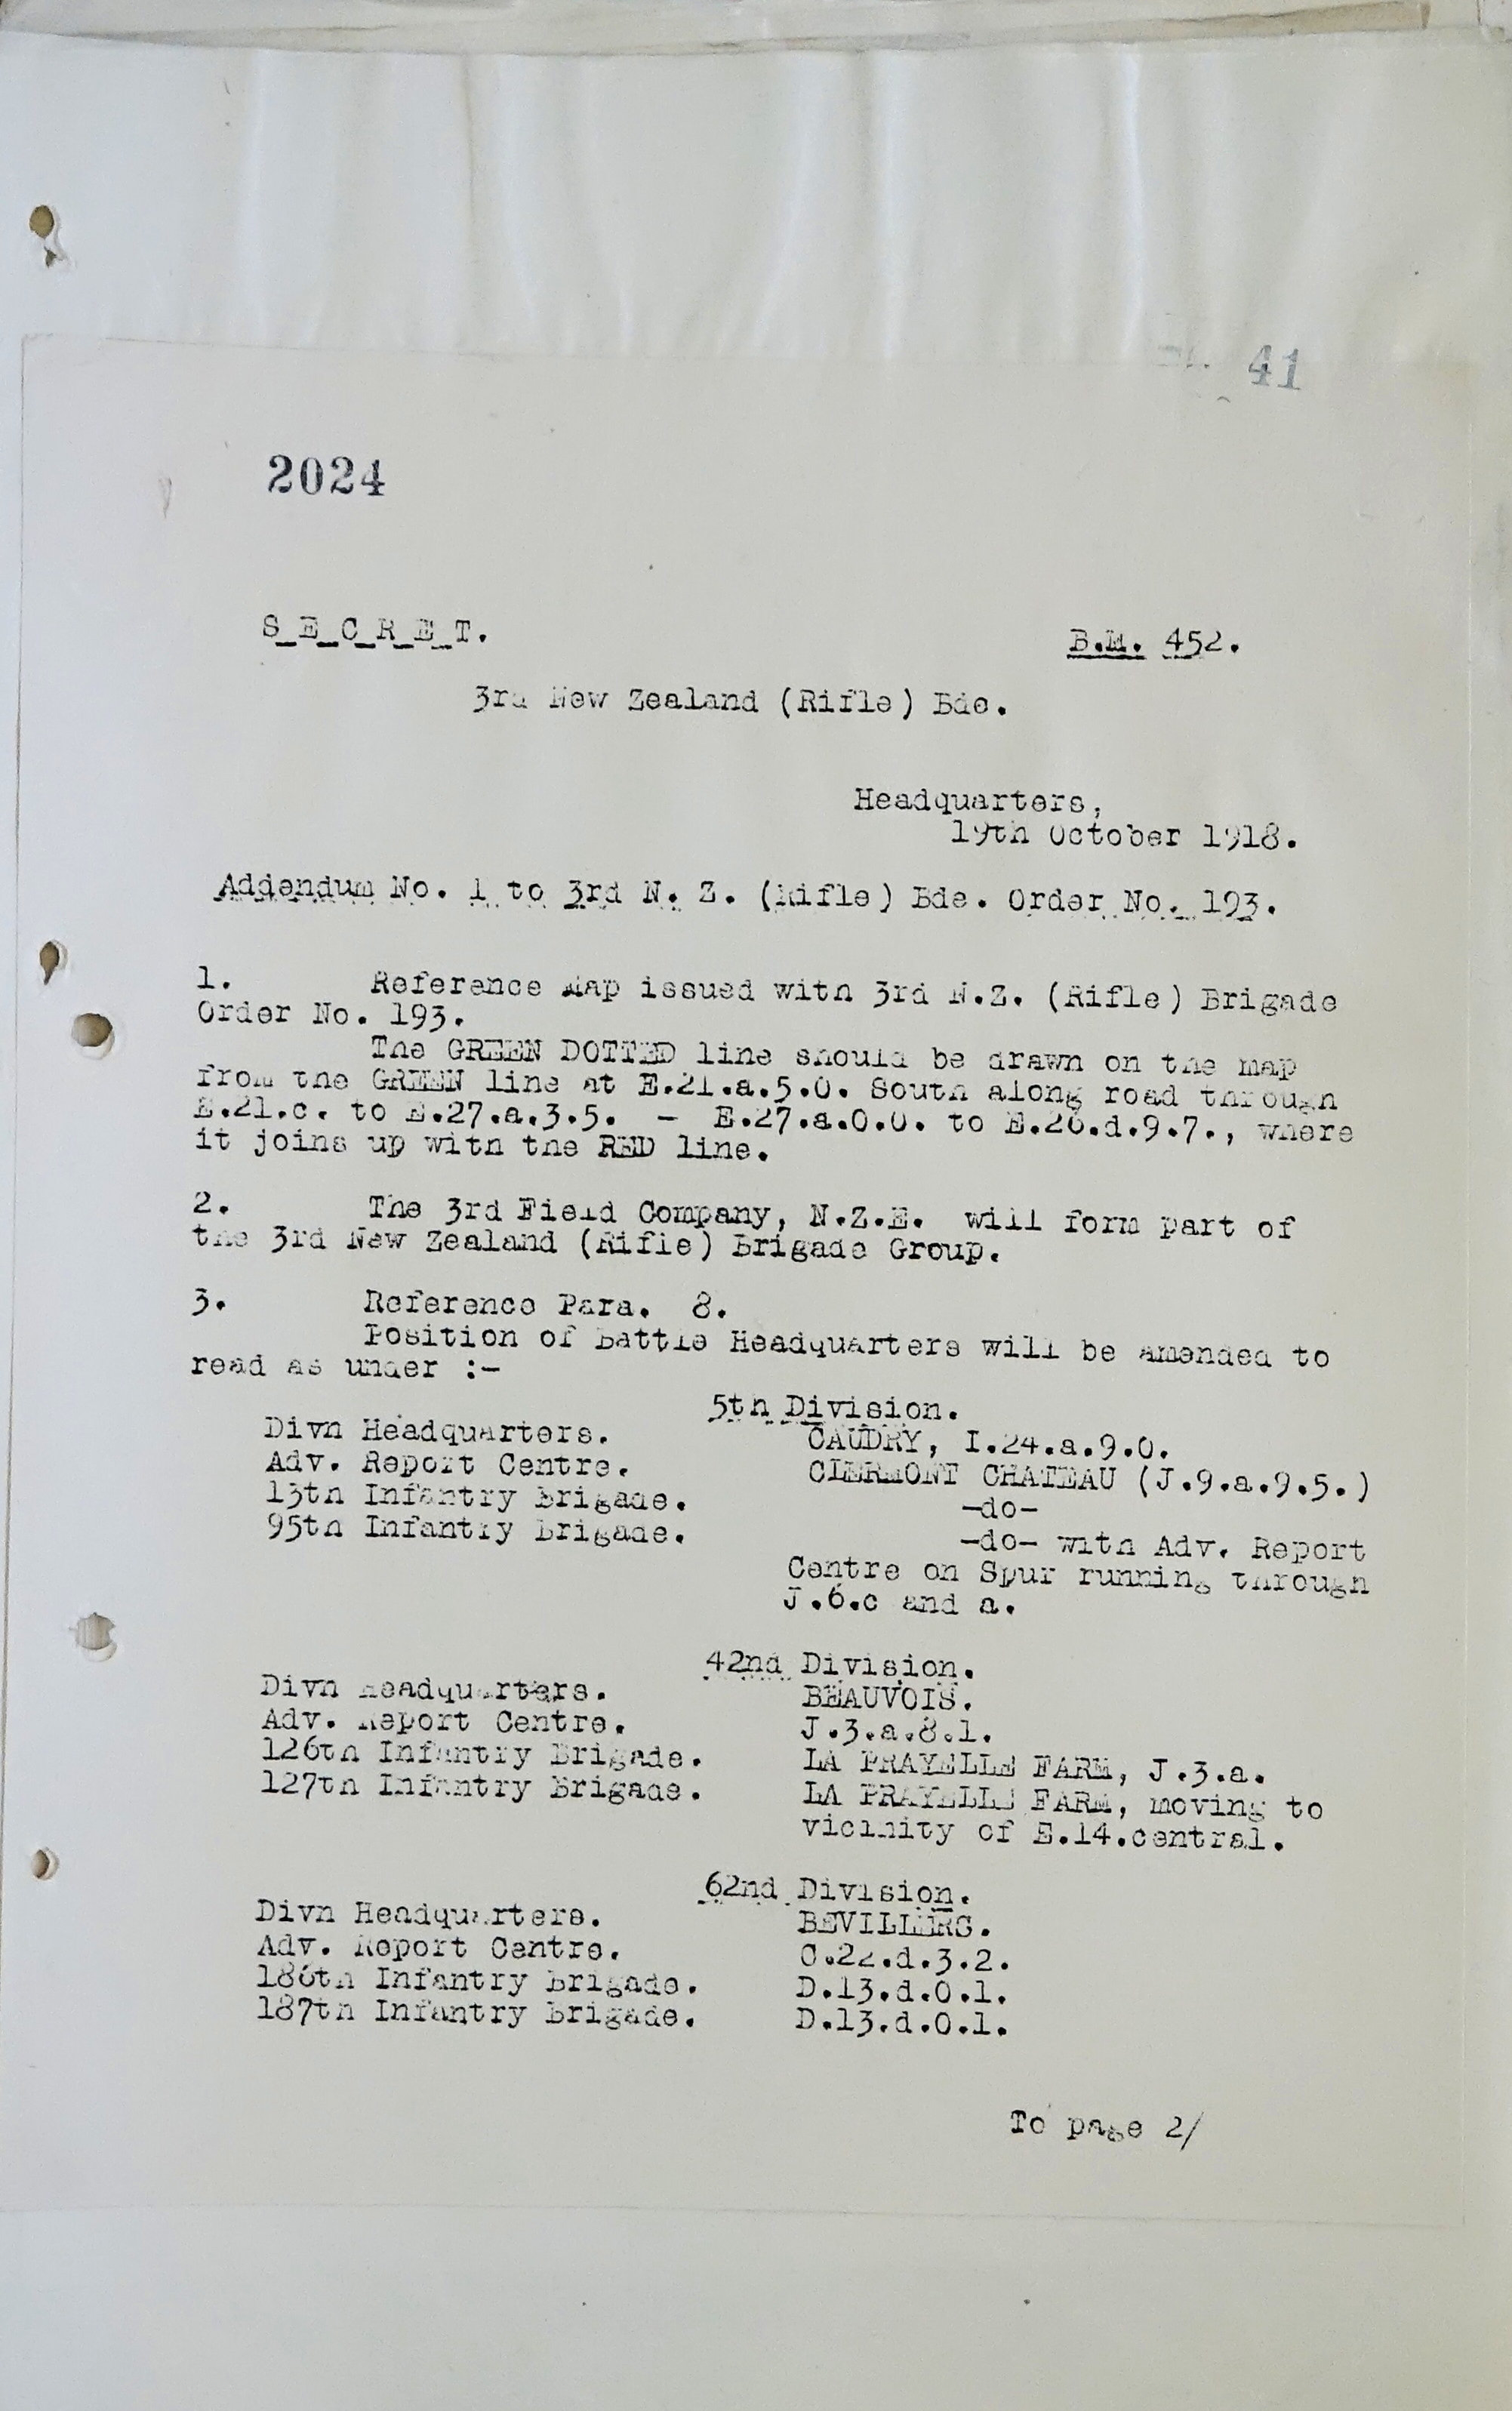 41
2024
S E C R E T.
B.M. 452.
3rd New Zealand (Rifle) Bde.
Headquarters,
19th October 1918.
Addendum No. 1 to 3rd N. Z. (Rifle) Bde. Order No. 193.
1. Reference Map issued with 3rd N.Z. (Rifle) Brigade
Order No. 193.
The GREEN DOTTED line should be drawn on the map
from the GREEN line at E.21.a.5.0. South along road through
E.21.c. to E.27.a.3.5. - E.27.a.0.0. to E.26.d.9.7., where
it joins up with the RED line.
2. The 3rd Field Company, N.Z.E. will form part of
the 3rd New Zealand (Rifle) Brigade Group.
3. Reference Para. 8.
Position of Battle Headquarters will be amended to
read as under :-
5th Division.
Divn Headquarters. CAUDRY, I.24.a.9.0.
Adv. Report Centre. CLERMONT CHATEAU (J.9.a.9.5.)
13th Infantry Brigade. -do-
95th Infantry Brigade. -do- with Adv. Report
Centre on Spur running through
J.6.c and a.
42nd Division.
Divn Headquarters. BEAUVOIS.
Adv. Report Centre. J.3.a.8.1.
126th Infantry Brigade. LA PRAYELLE FARM, J.3.a.
127th Infantry Brigade. LA PRAYELLE FARM, moving to
vicinity of E.14.central.
62nd Division.
Divn Headquarters. BEVILLERS.
Adv. Report Centre. C.22.d.3.2.
186th Infantry Brigade. D.13.d.0.1.
187th Infantry Brigade. D.13.d.0.1.
To page 2/